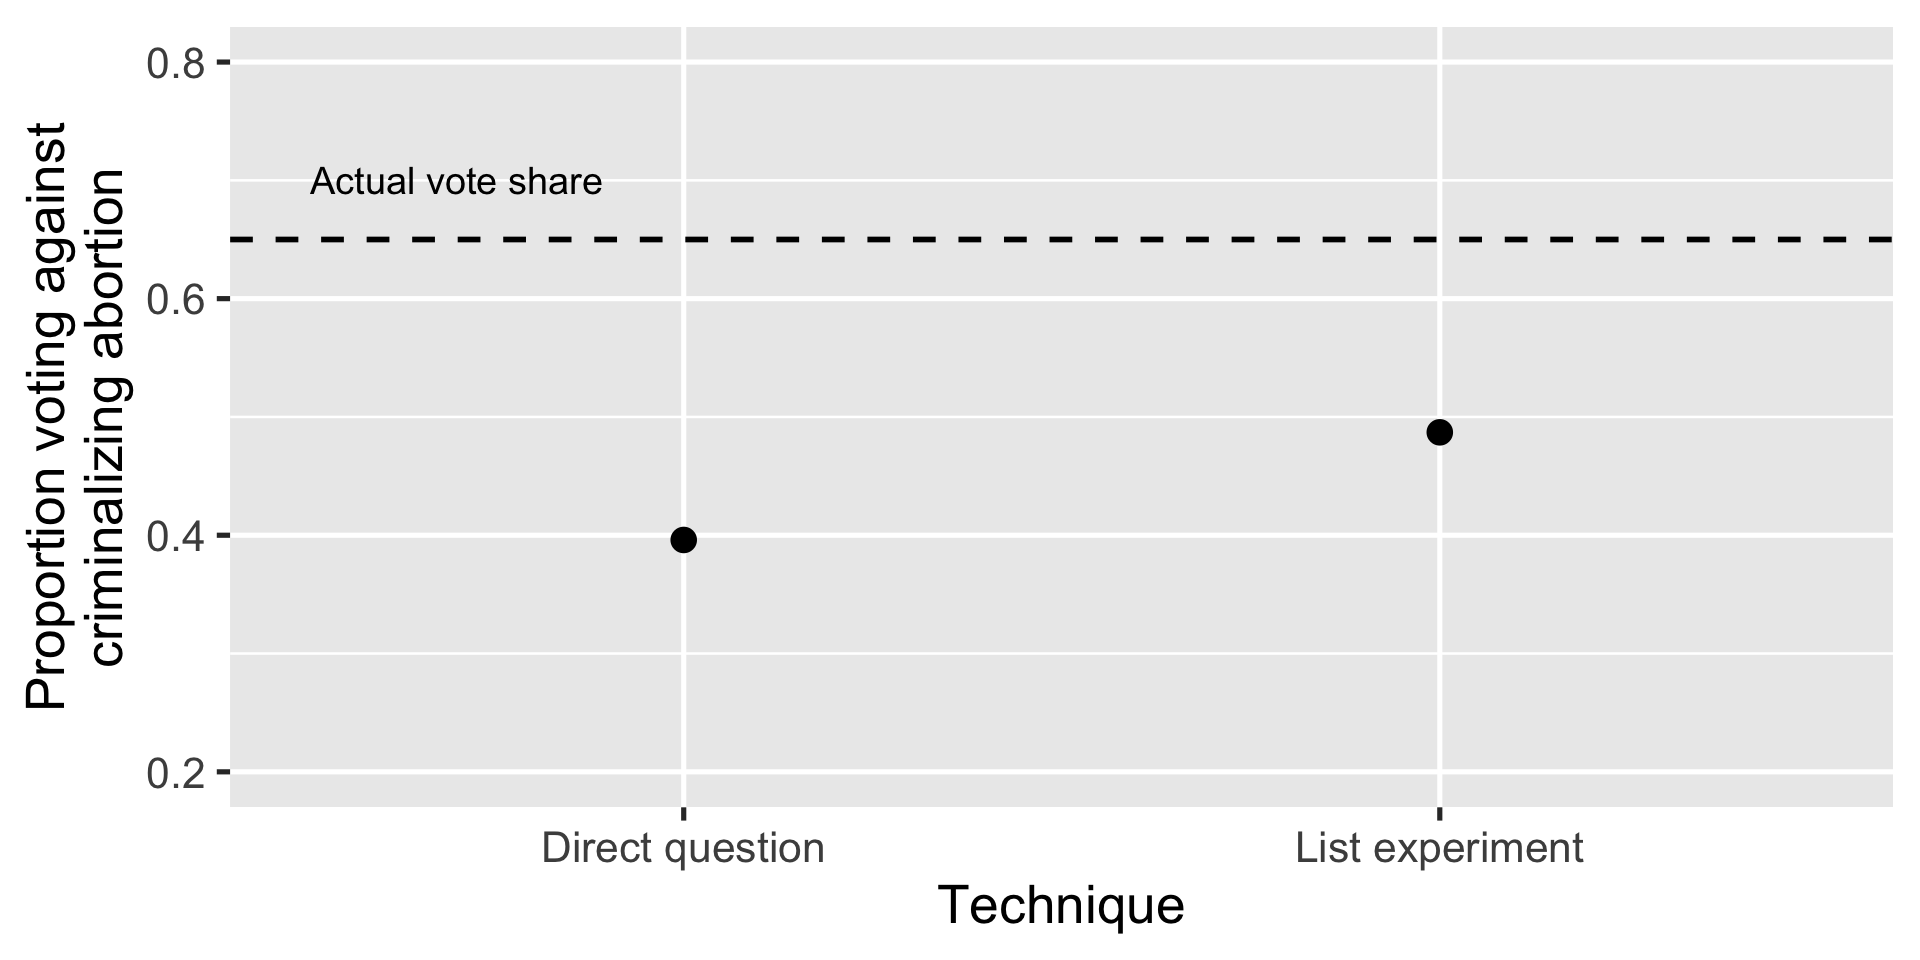 Proportion voting against
criminalizing abortion
0.8
0.6
0.4
0.2
Actual vote share
Direct question
List experiment
Technique